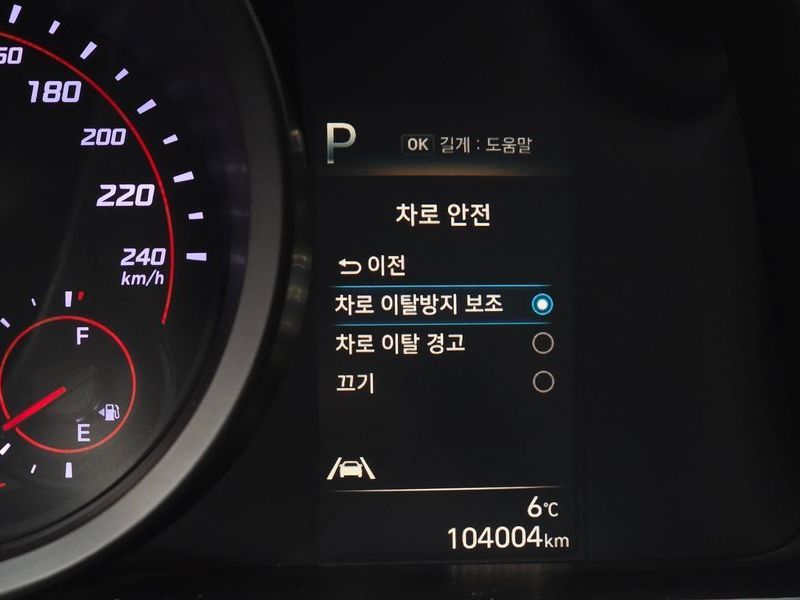 180
200
220
240
km/h
F
E
P
OK 길게 : 도움말
차로 안전
이전
차로 이탈방지 보조
차로 이탈 경고
끄기
6℃
104004km